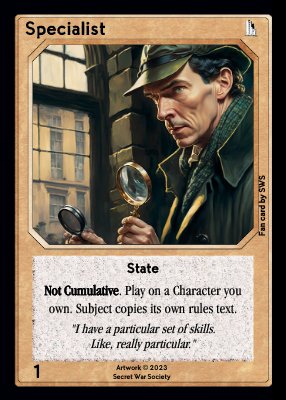 Specialist
Fan card by SWS
State
Not Cumulative. Play on a Character you
own. Subject copies its own rules text.
"I have a particular set of skills.
Like, really particular."
1
Artwork © 2023
Secret War Society